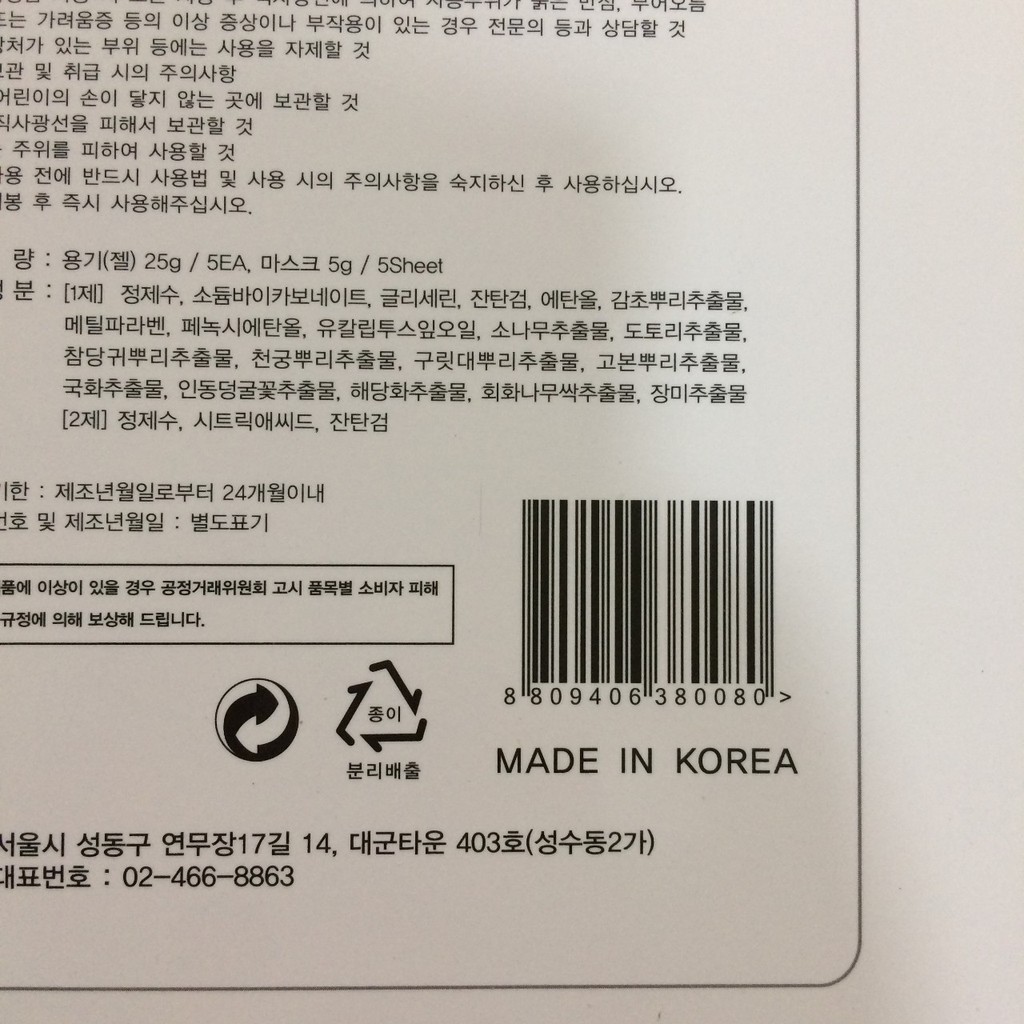 사용부위가 붉은 반점, 부어오름
또는 가려움증 등의 이상 증상이나 부작용이 있는 경우 전문의 등과 상담할 것
상처가 있는 부위 등에는 사용을 자제할 것
보관 및 취급 시의 주의사항
어린이의 손이 닿지 않는 곳에 보관할 것
직사광선을 피해서 보관할 것
주위를 피하여 사용할 것
사용 전에 반드시 사용법 및 사용 시의 주의사항을 숙지하신 후 사용하십시오.
개봉 후 즉시 사용해주십시오.
량 : 용기(젤) 25g / 5EA, 마스크 5g / 5Sheet
성 분 : [1제] 정제수, 소듐바이카보네이트, 글리세린, 잔탄검, 에탄올, 감초뿌리추출물,
메틸파라벤, 페녹시에탄올, 유칼립투스잎오일, 소나무추출물, 도토리추출물,
참당귀뿌리추출물, 천궁뿌리추출물, 구릿대뿌리추출물, 고본뿌리추출물,
국화추출물, 인동덩굴꽃추출물, 해당화추출물, 회화나무싹추출물, 장미추출물
[2제] 정제수, 시트릭애씨드, 잔탄검
기한 : 제조년월일로부터 24개월이내
번호 및 제조년월일 : 별도표기
품에 이상이 있을 경우 공정거래위원회 고시 품목별 소비자 피해
규정에 의해 보상해 드립니다.
종이
분리배출
8 809406 380080 >
MADE IN KOREA
서울시 성동구 연무장17길 14, 대군타운 403호(성수동2가)
대표번호 : 02-466-8863